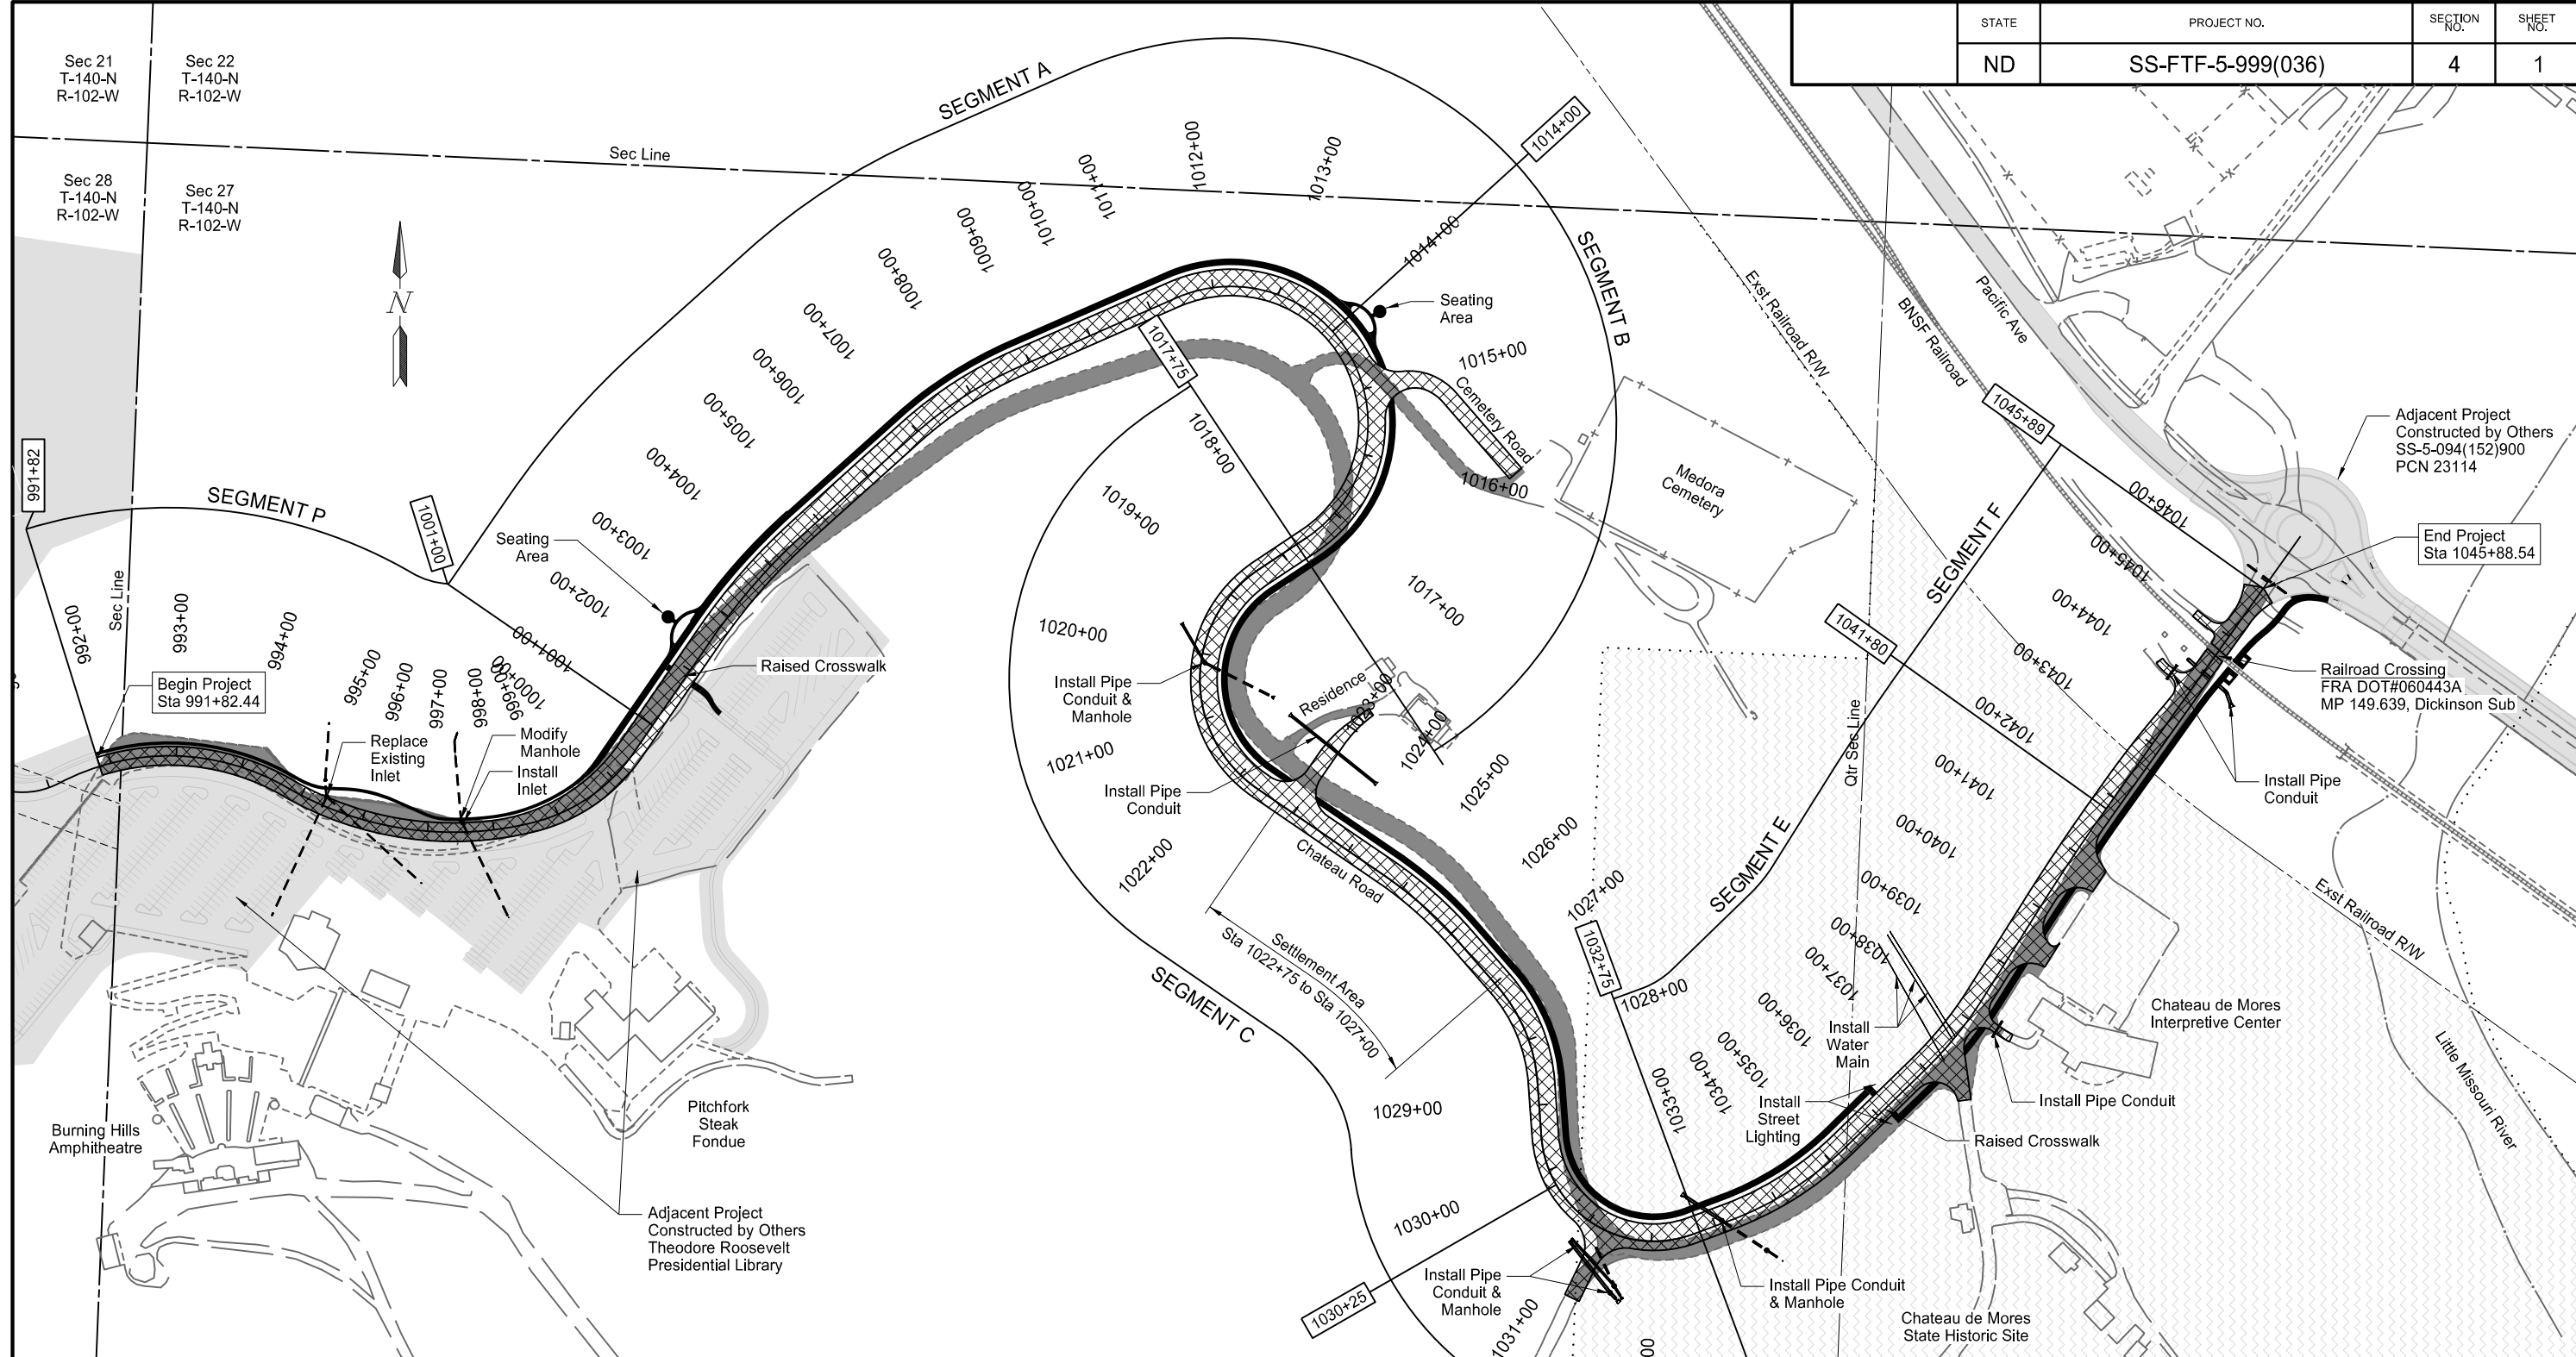 STATE
PROJECT NO.
SECTION
NO.
SHEET
NO.
ND
SS-FTF-5-999(036)
4
1
Sec 21
T-140-N
R-102-W
Sec 22
T-140-N
R-102-W
Sec 28
T-140-N
R-102-W
Sec 27
T-140-N
R-102-W
Sec Line
N
SEGMENT A
SEGMENT B
SEGMENT P
SEGMENT C
SEGMENT E
SEGMENT F
991+82
1001+00
1014+00
1017+75
1030+25
1032+75
1041+80
1045+89
Sec Line
Begin Project
Sta 991+82.44
992+00
993+00
994+00
995+00
996+00
997+00
998+00
999+00
1000+00
1001+00
1002+00
1003+00
1004+00
1005+00
1006+00
1007+00
1008+00
1009+00
1010+00
1011+00
1012+00
1013+00
1014+00
1015+00
1016+00
1017+00
1018+00
1019+00
1020+00
1021+00
1022+00
1023+00
1024+00
1025+00
1026+00
1027+00
1028+00
1029+00
1030+00
1031+00
1033+00
1034+00
1035+00
1036+00
1037+00
1038+00
1039+00
1040+00
1041+00
1042+00
1043+00
1044+00
1045+00
1046+00
Replace
Existing
Inlet
Modify
Manhole
Install
Inlet
Seating
Area
Raised Crosswalk
Seating
Area
Cemetery Road
Medora
Cemetery
Exst Railroad R/W
BNSF Railroad
Pacific Ave
Adjacent Project
Constructed by Others
SS-5-094(152)900
PCN 23114
End Project
Sta 1045+88.54
Railroad Crossing
FRA DOT#060443A
MP 149.639, Dickinson Sub
Install Pipe
Conduit
Install Pipe
Conduit &
Manhole
Residence
Install Pipe
Conduit
Chateau Road
Settlement Area
Sta 1022+75 to Sta 1027+00
Qtr Sec Line
Exst Railroad R/W
Little Missouri River
Chateau de Mores
Interpretive Center
Install
Water
Main
Install
Street
Lighting
Install Pipe Conduit
Raised Crosswalk
Install Pipe
Conduit &
Manhole
Install Pipe Conduit
& Manhole
Chateau de Mores
State Historic Site
Burning Hills
Amphitheatre
Pitchfork
Steak
Fondue
Adjacent Project
Constructed by Others
Theodore Roosevelt
Presidential Library